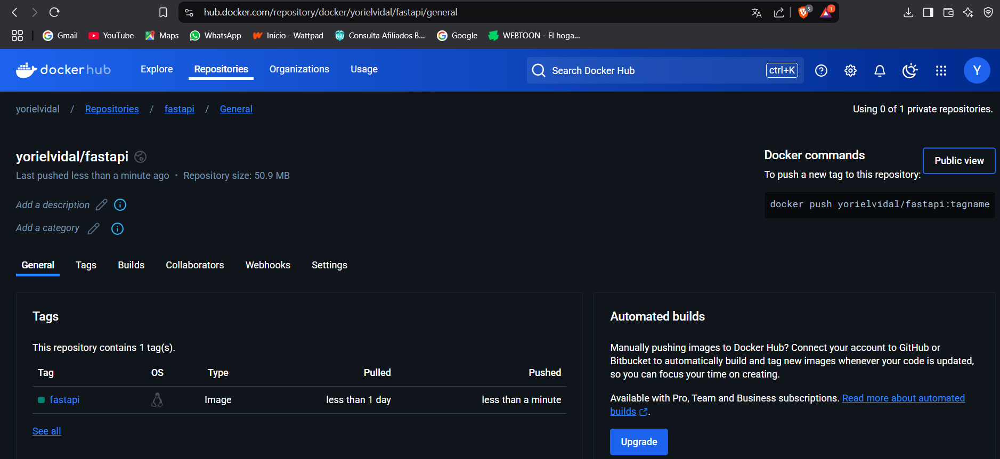 hub.docker.com/repository/docker/yorielvidal/fastapi/general
5
1
Gmail YouTube Maps WhatsApp Inicio - Wattpad Consulta Afiliados B... Google WEBTOON - El hoga...
docker hub Explore Repositories Organizations Usage Search Docker Hub ctrl+K Y
yorielvidal / Repositories / fastapi / General
Using 0 of 1 private repositories.
yorielvidal/fastapi
Last pushed less than a minute ago • Repository size: 50.9 MB
Add a description
Add a category
Docker commands
Public view
To push a new tag to this repository:
docker push yorielvidal/fastapi:tagname
General Tags Builds Collaborators Webhooks Settings
Tags
This repository contains 1 tag(s).
Tag OS Type Pulled Pushed
fastapi Image less than 1 day less than a minute
See all
Automated builds
Manually pushing images to Docker Hub? Connect your account to GitHub or
Bitbucket to automatically build and tag new images whenever your code is updated,
so you can focus your time on creating.
Available with Pro, Team and Business subscriptions. Read more about automated
builds .
Upgrade